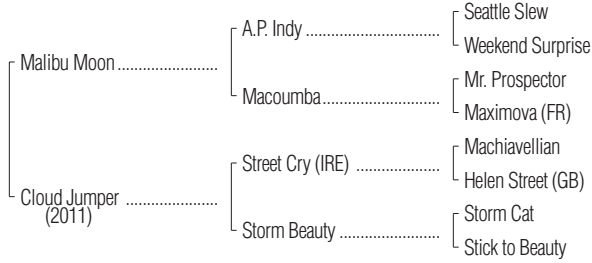 Seattle Slew
A.P. Indy ........................
Weekend Surprise
Malibu Moon ........................
Mr. Prospector
Macoumba ........................
Maximova (FR)
Machiavellian
Street Cry (IRE) ...................
Helen Street (GB)
Cloud Jumper ......................
(2011)
Storm Cat
Storm Beauty ......................
Stick to Beauty